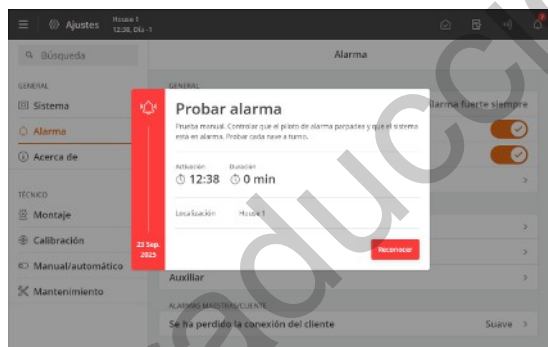 Ajustes
House 1
12:38, Día -1
Búsqueda
Alarma
GENERAL
GENERAL
Sistema
Alarma
Acerca de
larma fuerte siempre
TÉCNICO
Montaje
Calibración
Manual/automático
Mantenimiento
Probar alarma
Prueba manual. Controlar que el piloto de alarma parpadea y que el sistema
está en alarma. Probar cada nave a turno.
Activación
Duración
12:38
0 min
Localización
House 1
23 Sep.
2025
Reconocer
Auxiliar
ALARMAS MAESTRAS/CLIENTE
Se ha perdido la conexión del cliente
Suave